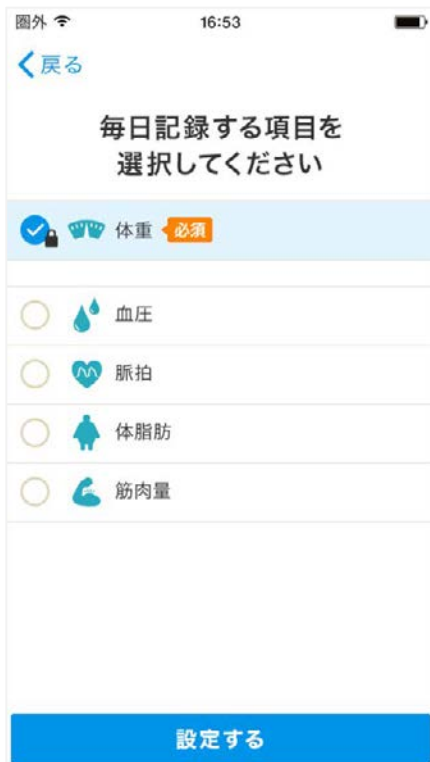 圏外 16:53
戻る
毎日記録する項目を
選択してください
体重 必須
血圧
脈拍
体脂肪
筋肉量
設定する